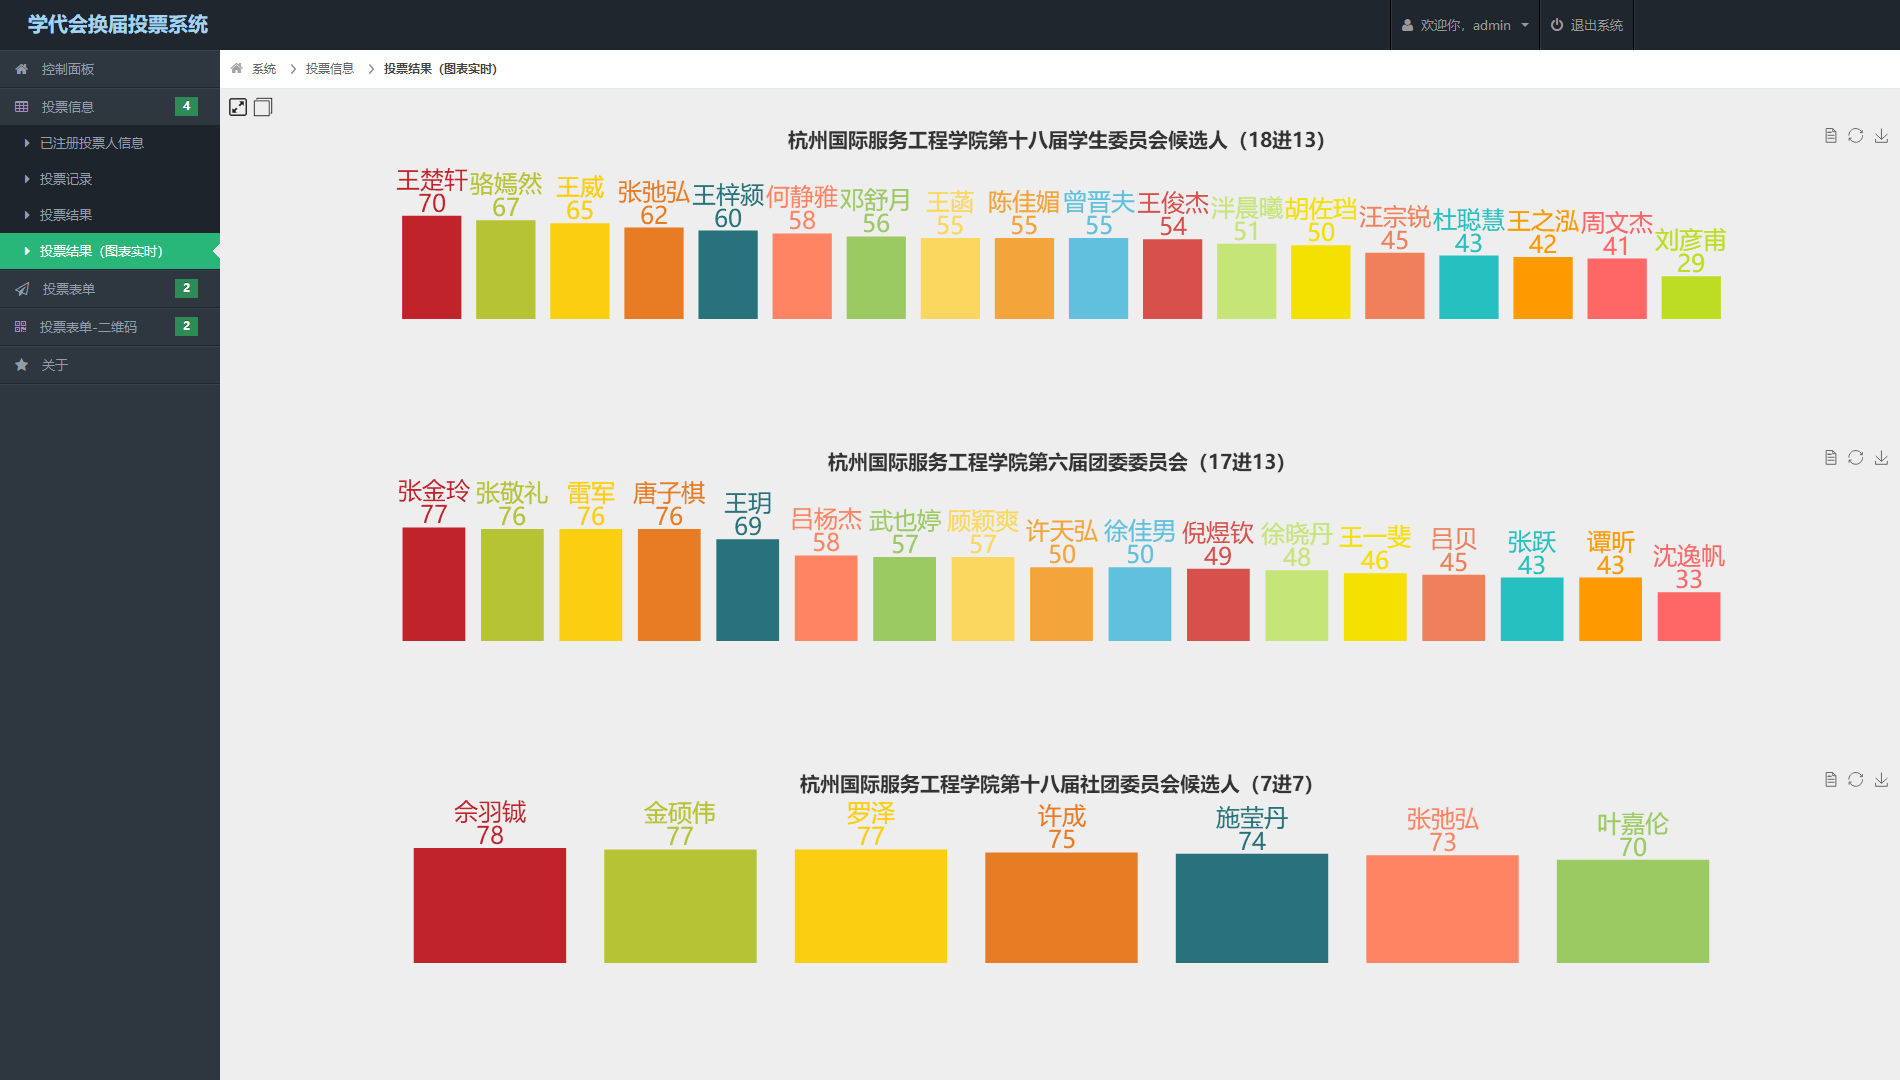 学代会换届投票系统
欢迎你，admin
退出系统
控制面板
投票信息 4
已注册投票人信息
投票记录
投票结果
投票结果（图表实时）
投票表单 2
投票表单-二维码 2
关于
系统 投票信息 投票结果（图表实时）
杭州国际服务工程学院第十八届学生委员会候选人（18进13）
王楚轩 骆嫣然 王威 张弛弘 王梓颍 何静雅 邓舒月 王菡 陈佳媚 曾晋夫 王俊杰 泮晨曦 胡佐珰 汪宗锐 杜聪慧 王之泓 周文杰 刘彦甫
70 67 65 62 60 58 56 55 55 55 54 51 50 45 43 42 41 29
杭州国际服务工程学院第六届团委委员会（17进13）
张金玲 张敬礼 雷军 唐子棋 王玥 吕杨杰 武也婷 顾颖爽 许天弘 徐佳男 倪煜钦 徐晓丹 王一斐 吕贝 张跃 谭昕 沈逸帆
77 76 76 76 69 58 57 57 50 50 49 48 46 45 43 43 33
杭州国际服务工程学院第十八届社团委员会候选人（7进7）
佘羽铖 金硕伟 罗泽 许成 施莹丹 张弛弘 叶嘉伦
78 77 77 75 74 73 70